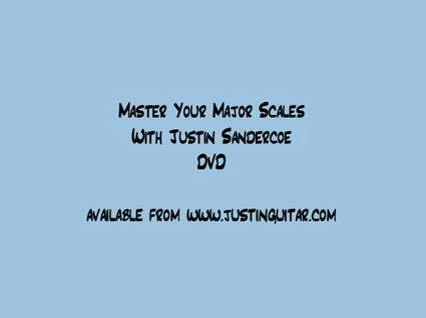 Master Your Major Scales
With Justin Sandercoe
DVD
available from www.justinguitar.com